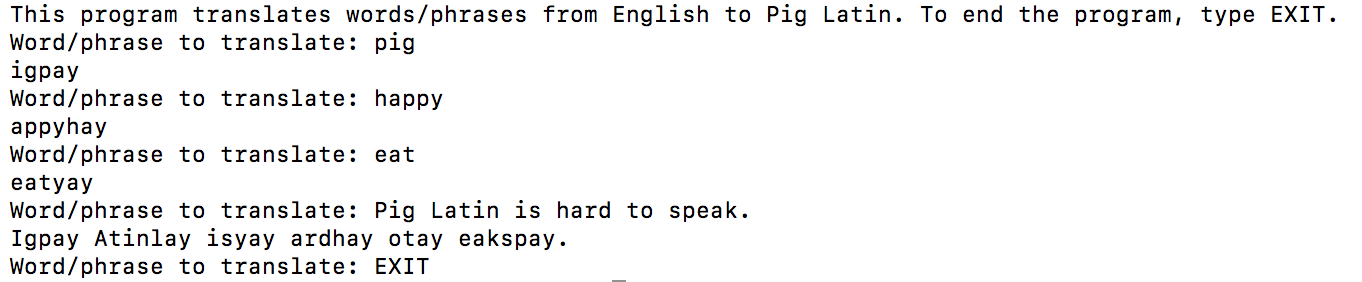 This program translates words/phrases from English to Pig Latin. To end the program, type EXIT.
Word/phrase to translate: pig
igpay
Word/phrase to translate: happy
appyhay
Word/phrase to translate: eat
eatyay
Word/phrase to translate: Pig Latin is hard to speak.
Igpay Atinlay isyay ardhay otay eakspay.
Word/phrase to translate: EXIT